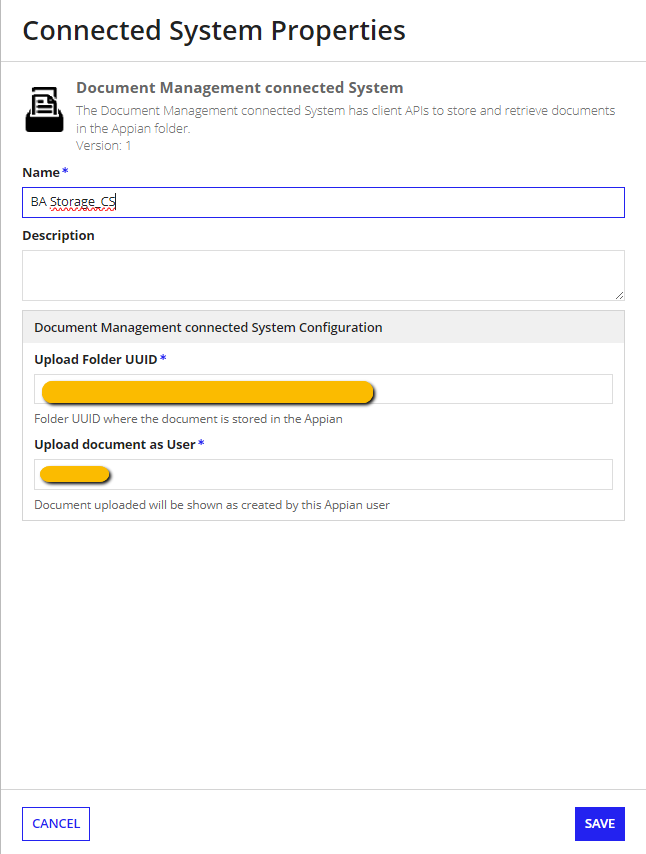 Connected System Properties
Document Management connected System
The Document Management connected System has client APIs to store and retrieve documents
in the Appian folder.
Version: 1
Name*
BA Storage_CS
Description
Document Management connected System Configuration
Upload Folder UUID *
Folder UUID where the document is stored in the Appian
Upload document as User*
Document uploaded will be shown as created by this Appian user
CANCEL
SAVE